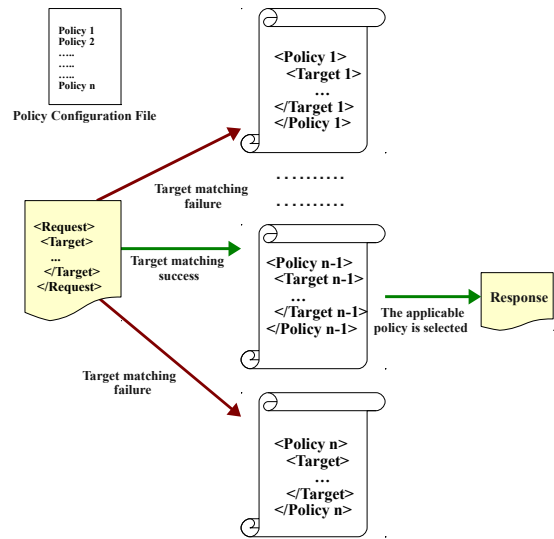 Policy 1
Policy 2
.....
.....
.....
Policy n
Policy Configuration File
<Policy 1>
<Target 1>
...
</Target 1>
</Policy 1>
Target matching
failure
..........
..........
<Request>
<Target>
...
</Target>
</Request>
Target matching
success
<Policy n-1>
<Target n-1>
...
</Target n-1>
</Policy n-1>
The applicable
policy is selected
Response
Target matching
failure
<Policy n>
<Target>
...
</Target>
</Policy n>